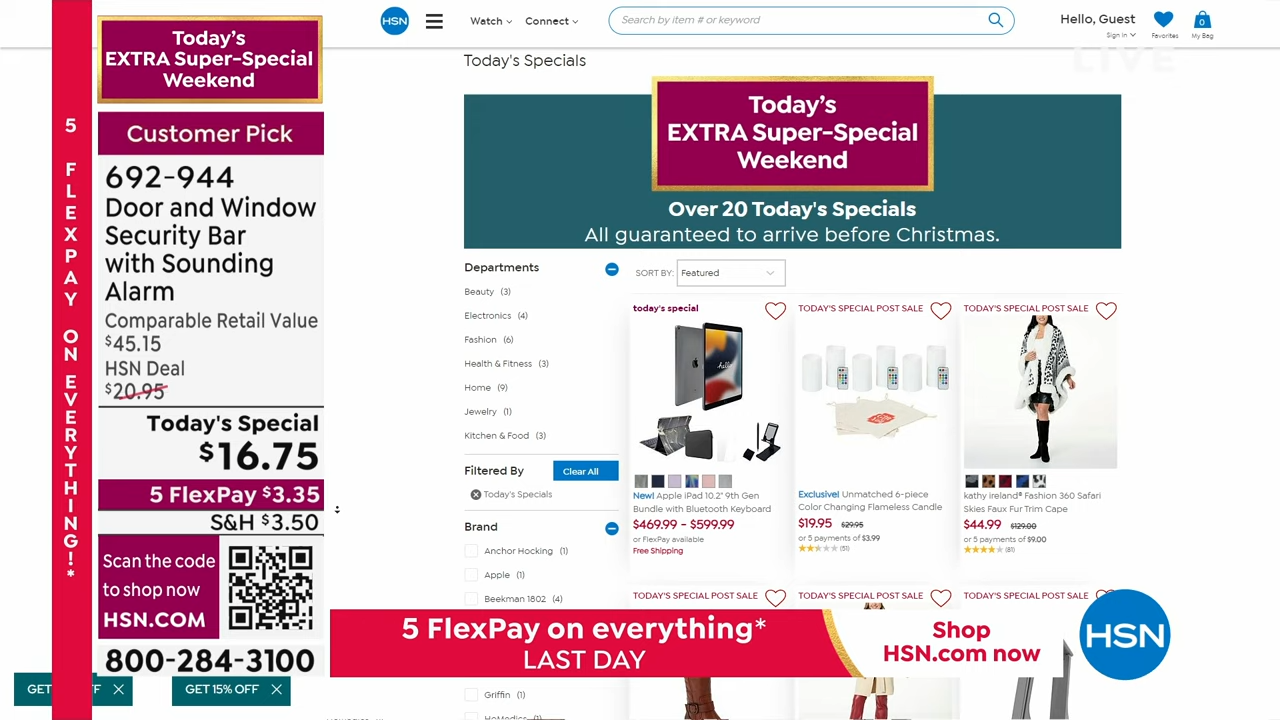 Today's
EXTRA Super-Special
Weekend
5 FLEXPAY ON EVERYTHING!*
Customer Pick
692-944
Door and Window
Security Bar
with Sounding
Alarm
Comparable Retail Value
$45.15
HSN Deal
$20.95
Today's Special
$16.75
5 FlexPay $3.35
S&H $3.50
Scan the code
to shop now
HSN.COM
800-284-3100
GET
FF
GET 15% OFF
HSN
Watch
Connect
Search by item # or keyword
Hello, Guest
Sign In
Favorites
0
My Bag
LIVE
Today's Specials
Today's
EXTRA Super-Special
Weekend
Over 20 Today's Specials
All guaranteed to arrive before Christmas.
Departments
Beauty (3)
Electronics (4)
Fashion (6)
Health & Fitness (3)
Home (9)
Jewelry (1)
Kitchen & Food (3)
Filtered By
Clear All
Today's Specials
Brand
Anchor Hocking (1)
Apple (1)
Beekman 1802 (4)
Griffin (1)
HoMedics (1)
SORT BY:
Featured
today's special
hello
New! Apple iPad 10.2" 9th Gen
Bundle with Bluetooth Keyboard
$469.99 - $599.99
or FlexPay available
Free Shipping
TODAY'S SPECIAL POST SALE
Exclusive! Unmatched 6-piece
Color Changing Flameless Candle
$19.95 $29.95
or 5 payments of $3.99
(51)
TODAY'S SPECIAL POST SALE
kathy ireland® Fashion 360 Safari
Skies Faux Fur Trim Cape
$44.99 $129.00
or 5 payments of $9.00
(81)
TODAY'S SPECIAL POST SALE
TODAY'S SPECIAL POST SALE
TODAY'S SPECIAL POST SALE
5 FlexPay on everything*
LAST DAY
Shop
HSN.com now
HSN